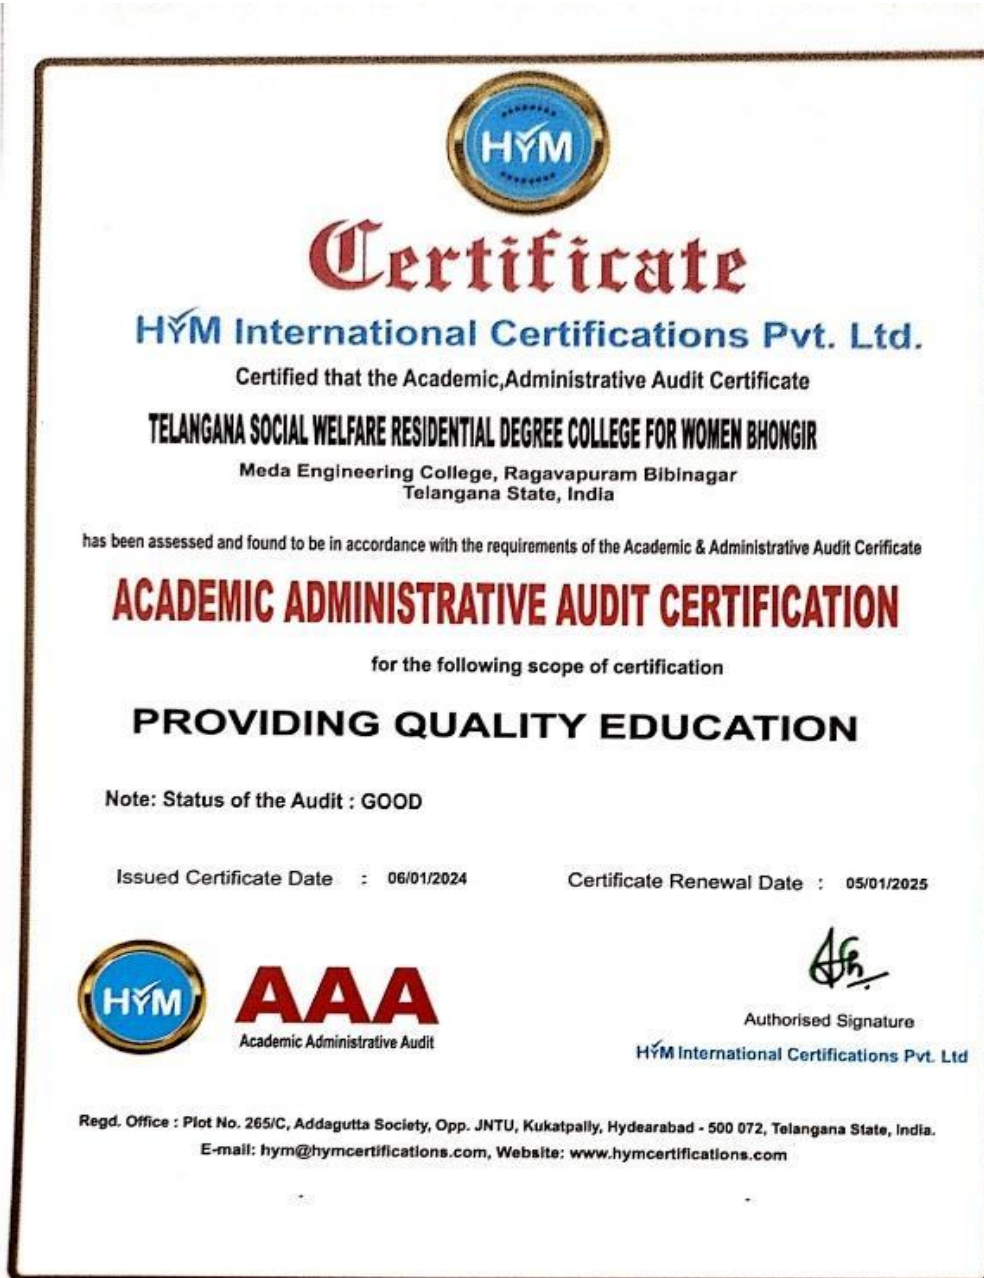 HYM
Certificate
HYM International Certifications Pvt. Ltd.
Certified that the Academic,Administrative Audit Certificate
TELANGANA SOCIAL WELFARE RESIDENTIAL DEGREE COLLEGE FOR WOMEN BHONGIR
Meda Engineering College, Ragavapuram Bibinagar
Telangana State, India
has been assessed and found to be in accordance with the requirements of the Academic & Administrative Audit Cerificate
ACADEMIC ADMINISTRATIVE AUDIT CERTIFICATION
for the following scope of certification
PROVIDING QUALITY EDUCATION
Note: Status of the Audit : GOOD
Issued Certificate Date : 06/01/2024 Certificate Renewal Date : 05/01/2025
HYM
AAA
Academic Administrative Audit
Authorised Signature
HYM International Certifications Pvt. Ltd
Regd. Office : Plot No. 265/C, Addagutta Society, Opp. JNTU, Kukatpally, Hydearabad - 500 072, Telangana State, India.
E-mail: hym@hymcertifications.com, Website: www.hymcertifications.com